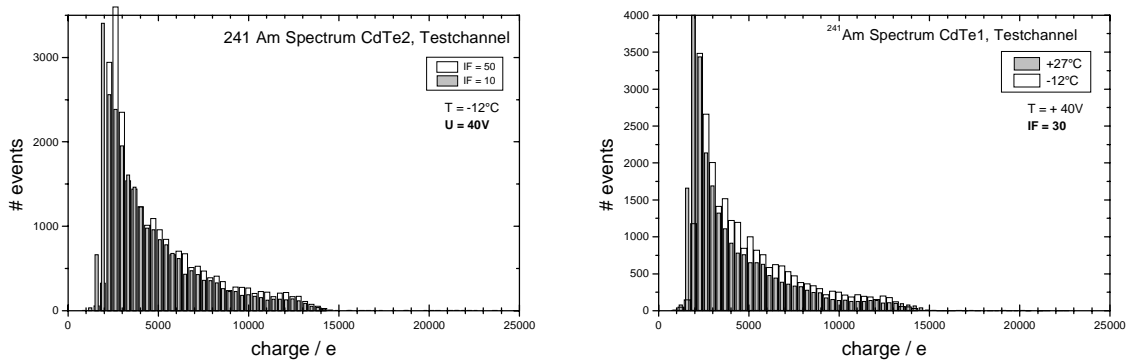 241 Am Spectrum CdTe2, Testchannel
IF = 50
IF = 10
T = -12°C
U = 40V
# events
3000
2000
1000
0
0 5000 10000 15000 20000 25000
charge / e
241Am Spectrum CdTe1, Testchannel
+27°C
-12°C
T = + 40V
IF = 30
# events
4000
3500
3000
2500
2000
1500
1000
500
0
0 5000 10000 15000 20000 25000
charge / e